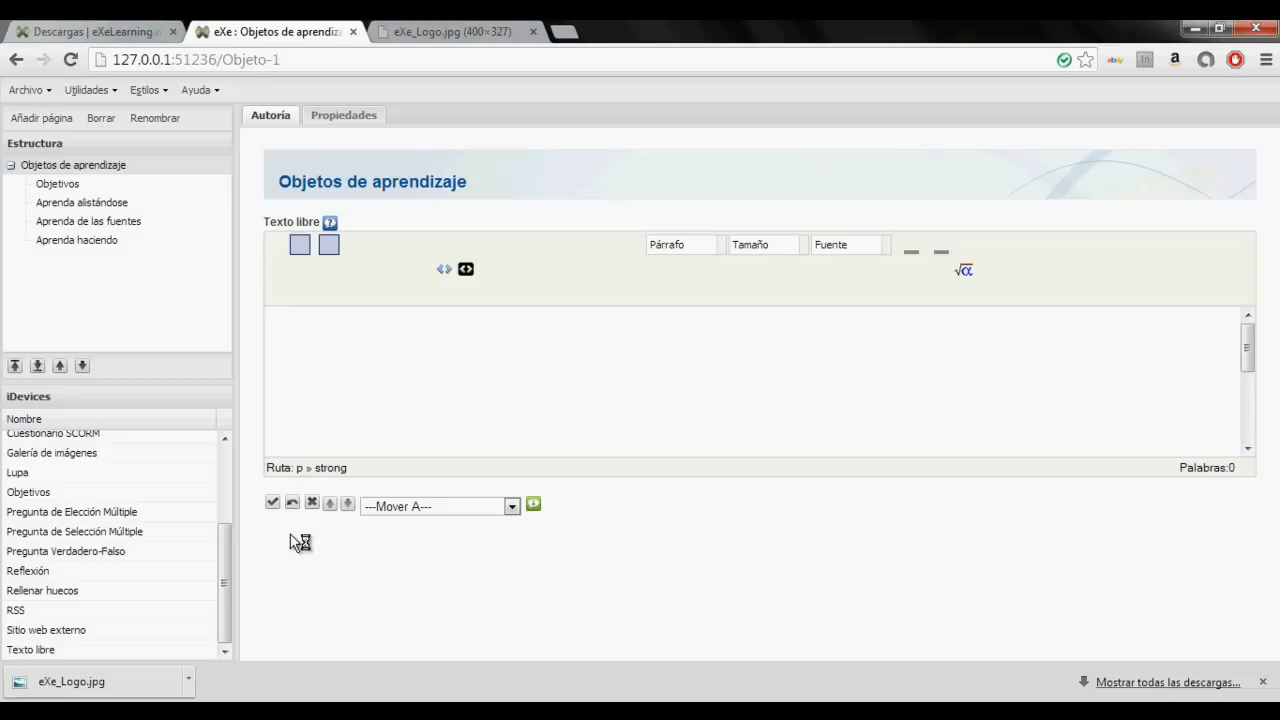 Descargas | eXeLearning.n
eXe : Objetos de aprendiza
eXe_Logo.jpg (400×327)
127.0.0.1:51236/Objeto-1
ebay
In
a
Archivo
Utilidades
Estilos
Ayuda
Añadir página
Borrar
Renombrar
Autoría
Propiedades
Estructura
Objetos de aprendizaje
Objetivos
Aprenda alistándose
Aprenda de las fuentes
Aprenda haciendo
Objetos de aprendizaje
Texto libre
Párrafo
Tamaño
Fuente
√α
iDevices
Nombre
Cuestionario SCORM
Galería de imágenes
Lupa
Objetivos
Pregunta de Elección Múltiple
Pregunta de Selección Múltiple
Pregunta Verdadero-Falso
Reflexión
Rellenar huecos
RSS
Sitio web externo
Texto libre
Ruta: p » strong
Palabras:0
---Mover A---
eXe_Logo.jpg
Mostrar todas las descargas...